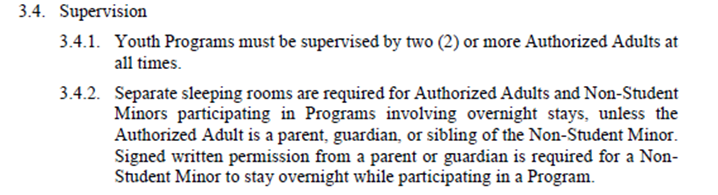 3.4. Supervision
3.4.1. Youth Programs must be supervised by two (2) or more Authorized Adults at
all times.
3.4.2. Separate sleeping rooms are required for Authorized Adults and Non-Student
Minors participating in Programs involving overnight stays, unless the
Authorized Adult is a parent, guardian, or sibling of the Non-Student Minor.
Signed written permission from a parent or guardian is required for a Non-
Student Minor to stay overnight while participating in a Program.